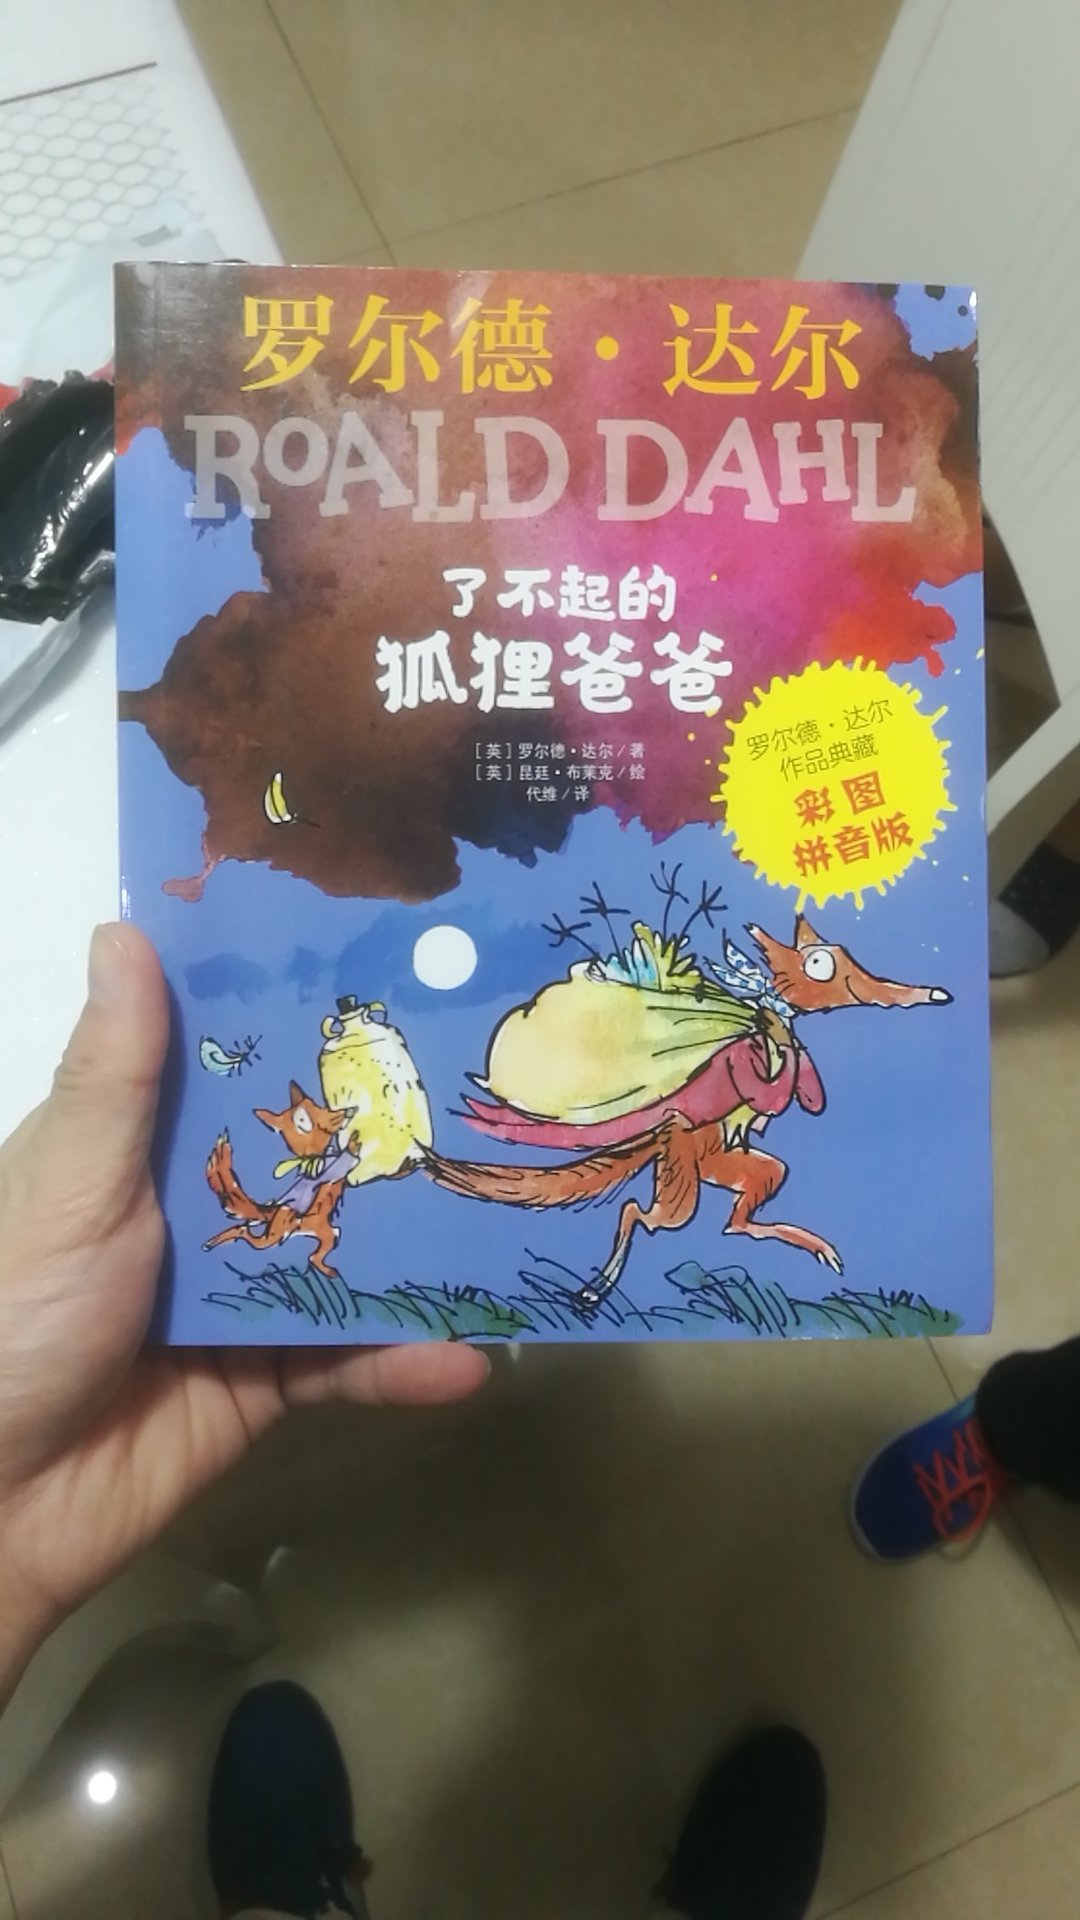 罗尔德·达尔
ROALD DAHL
了不起的
狐狸爸爸
[英] 罗尔德·达尔/著
[英] 昆廷·布莱克/绘
代维/译
罗尔德·达尔
作品典藏
彩图
拼音版